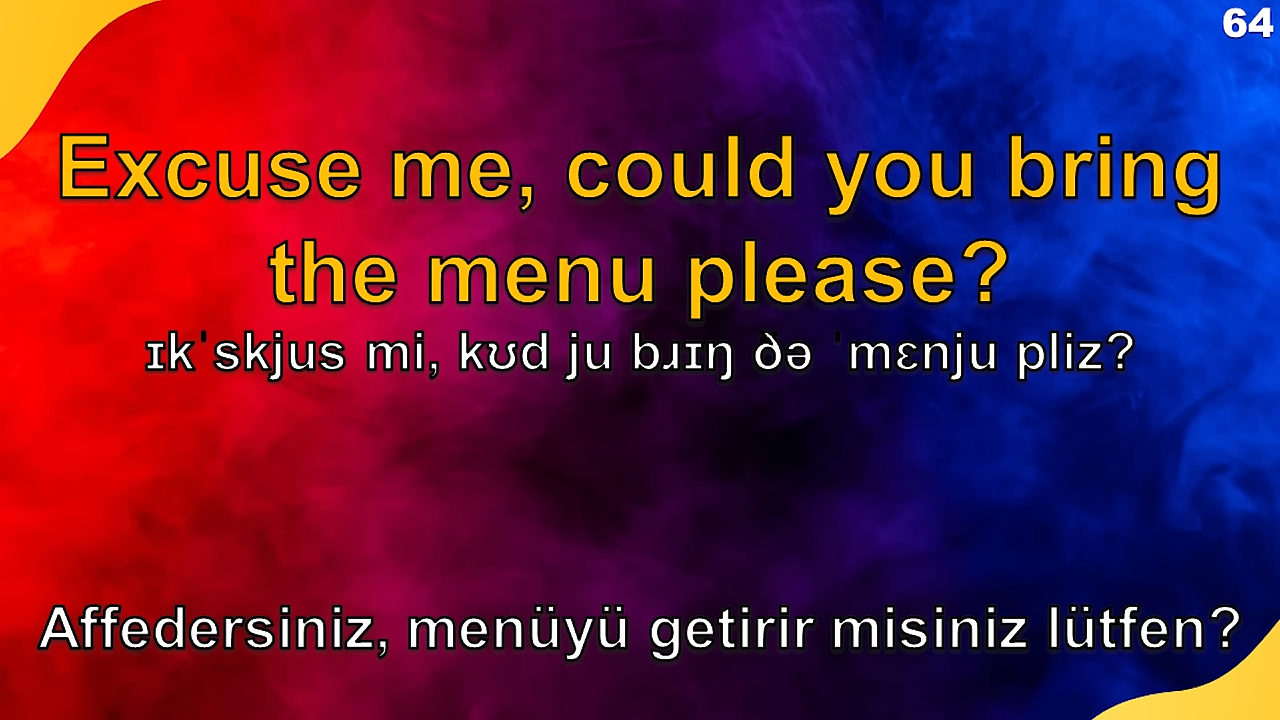 64
Excuse me, could you bring
the menu please?
ɪkˈskjus mi, kʊd ju bɹɪŋ ðə ˈmɛnju pliz?
Affedersiniz, menüyü getirir misiniz lütfen?